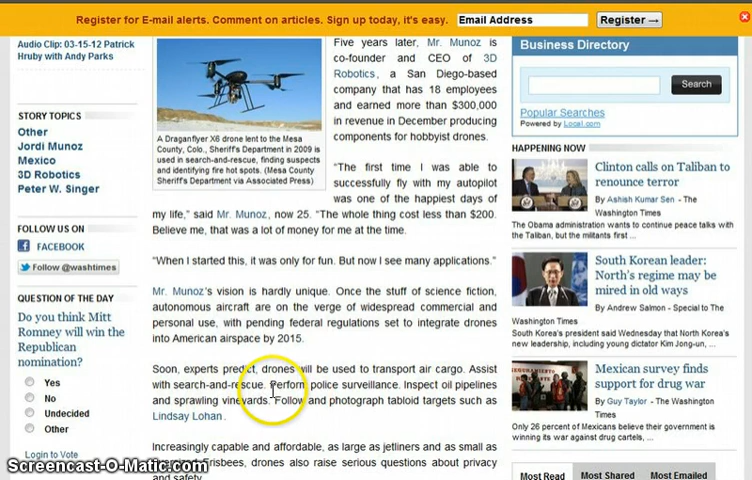 Register for E-mail alerts. Comment on articles. Sign up today, it's easy.
Email Address
Register →
Audio Clip: 03-15-12 Patrick
Hruby with Andy Parks
STORY TOPICS
Other
Jordi Munoz
Mexico
3D Robotics
Peter W. Singer
FOLLOW US ON
FACEBOOK
Follow @washtimes
QUESTION OF THE DAY
Do you think Mitt
Romney will win the
Republican
nomination?
Yes
No
Undecided
Other
Login to Vote
A Draganflyer X6 drone lent to the Mesa
County, Colo., Sheriff's Department in 2009 is
used in search-and-rescue, finding suspects
and identifying fire hot spots. (Mesa County
Sheriff's Department via Associated Press)
Five years later, Mr. Munoz is
co-founder and CEO of 3D
Robotics, a San Diego-based
company that has 18 employees
and earned more than $300,000
in revenue in December producing
components for hobbyist drones.
"The first time I was able to
successfully fly with my autopilot
was one of the happiest days of
my life," said Mr. Munoz, now 25. "The whole thing cost less than $200.
Believe me, that was a lot of money for me at the time.
"When I started this, it was only for fun. But now I see many applications."
Mr. Munoz's vision is hardly unique. Once the stuff of science fiction,
autonomous aircraft are on the verge of widespread commercial and
personal use, with pending federal regulations set to integrate drones
into American airspace by 2015.
Soon, experts predict, drones will be used to transport air cargo. Assist
with search-and-rescue. Perform police surveillance. Inspect oil pipelines
and sprawling vineyards. Follow and photograph tabloid targets such as
Lindsay Lohan.
Increasingly capable and affordable, as large as jetliners and as small as
Frisbees, drones also raise serious questions about privacy
and safety.
Business Directory
Search
Popular Searches
Powered by Local.com
HAPPENING NOW
Clinton calls on Taliban to
renounce terror
By Ashish Kumar Sen - The
Washington Times
The Obama administration wants to continue peace talks with
the Taliban, but the militants first ...
South Korean leader:
North's regime may be
mired in old ways
By Andrew Salmon - Special to The
Washington Times
South Korea's president said Wednesday that North Korea's
new leadership, including young dictator Kim Jong-un, ...
Mexican survey finds
support for drug war
By Guy Taylor - The Washington Times
Only 26 percent of Mexicans believe their government is
winning its war against drug cartels, ...
Most Read
Most Shared
Most Emailed
Screencast-O-Matic.com